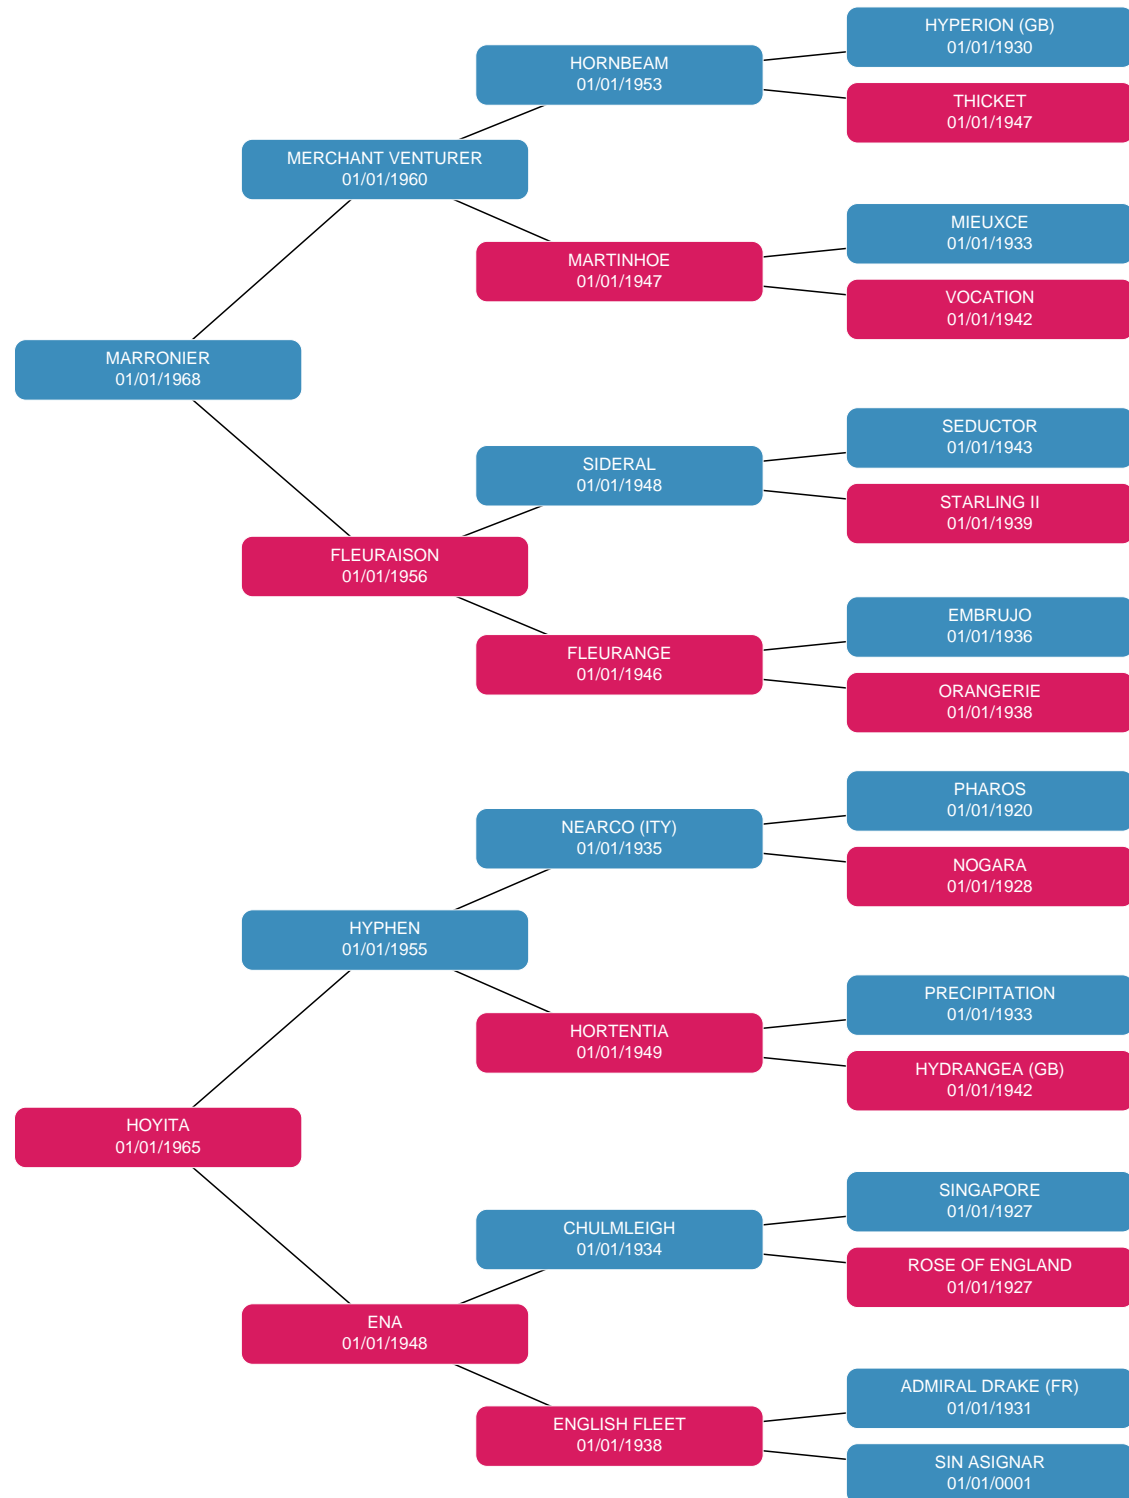 HYPERION (GB)
01/01/1930
HORNBEAM
01/01/1953
THICKET
01/01/1947
MERCHANT VENTURER
01/01/1960
MIEUXCE
01/01/1933
MARTINHOE
01/01/1947
VOCATION
01/01/1942
MARRONIER
01/01/1968
SEDUCTOR
01/01/1943
SIDERAL
01/01/1948
STARLING II
01/01/1939
FLEURAISON
01/01/1956
EMBRUJO
01/01/1936
FLEURANGE
01/01/1946
ORANGERIE
01/01/1938
PHAROS
01/01/1920
NEARCO (ITY)
01/01/1935
NOGARA
01/01/1928
HYPHEN
01/01/1955
PRECIPITATION
01/01/1933
HORTENTIA
01/01/1949
HYDRANGEA (GB)
01/01/1942
HOYITA
01/01/1965
SINGAPORE
01/01/1927
CHULMLEIGH
01/01/1934
ROSE OF ENGLAND
01/01/1927
ENA
01/01/1948
ADMIRAL DRAKE (FR)
01/01/1931
ENGLISH FLEET
01/01/1938
SIN ASIGNAR
01/01/0001